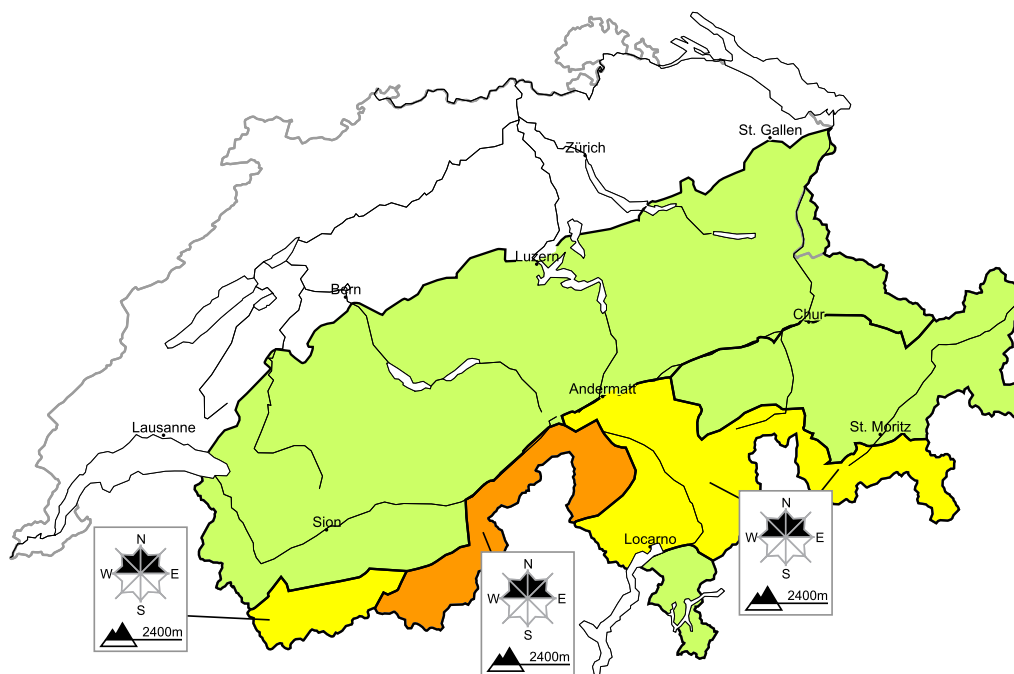 St. Gallen
Zürich
Luzern
Bern
Chur
Andermatt
Lausanne
St. Moritz
Sion
Locarno
N
W E
S
2400m
N
W E
S
2400m
N
W E
S
2400m